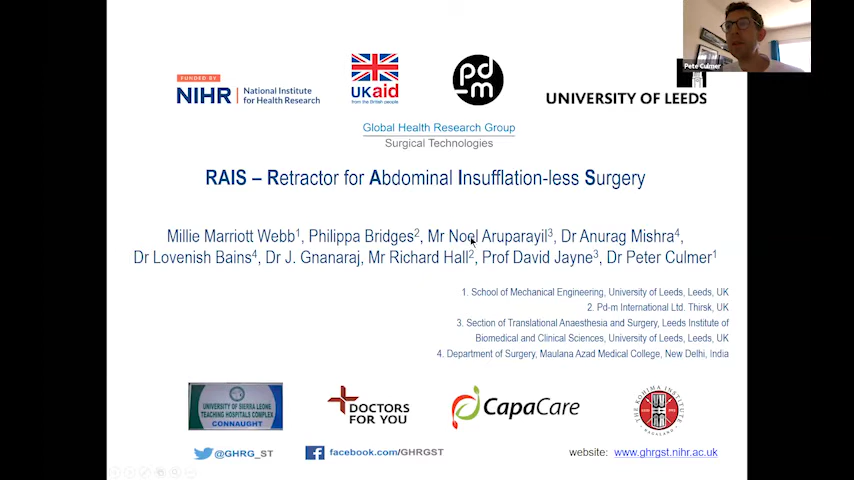 Pete Culmer
FUNDED BY
NIHR | National Institute
for Health Research
UKaid
from the British people
pd
-m
UNIVERSITY OF LEEDS
Global Health Research Group
Surgical Technologies
RAIS – Retractor for Abdominal Insufflation-less Surgery
Millie Marriott Webb1, Philippa Bridges2, Mr Noel Aruparayil3, Dr Anurag Mishra4,
Dr Lovenish Bains4, Dr J. Gnanaraj, Mr Richard Hall2, Prof David Jayne3, Dr Peter Culmer1
1. School of Mechanical Engineering, University of Leeds, Leeds, UK
2. Pd-m International Ltd. Thirsk, UK
3. Section of Translational Anaesthesia and Surgery, Leeds Institute of
Biomedical and Clinical Sciences, University of Leeds, Leeds, UK
4. Department of Surgery, Maulana Azad Medical College, New Delhi, India
UNIVERSITY OF SIERRA LEONE
TEACHING HOSPITALS COMPLEX
CONNAUGHT
DOCTORS
FOR YOU
CapaCare
THE KOHIMA INSTITUTE
NAGALAND
@GHRG_ST
facebook.com/GHRGST
website: www.ghrgst.nihr.ac.uk